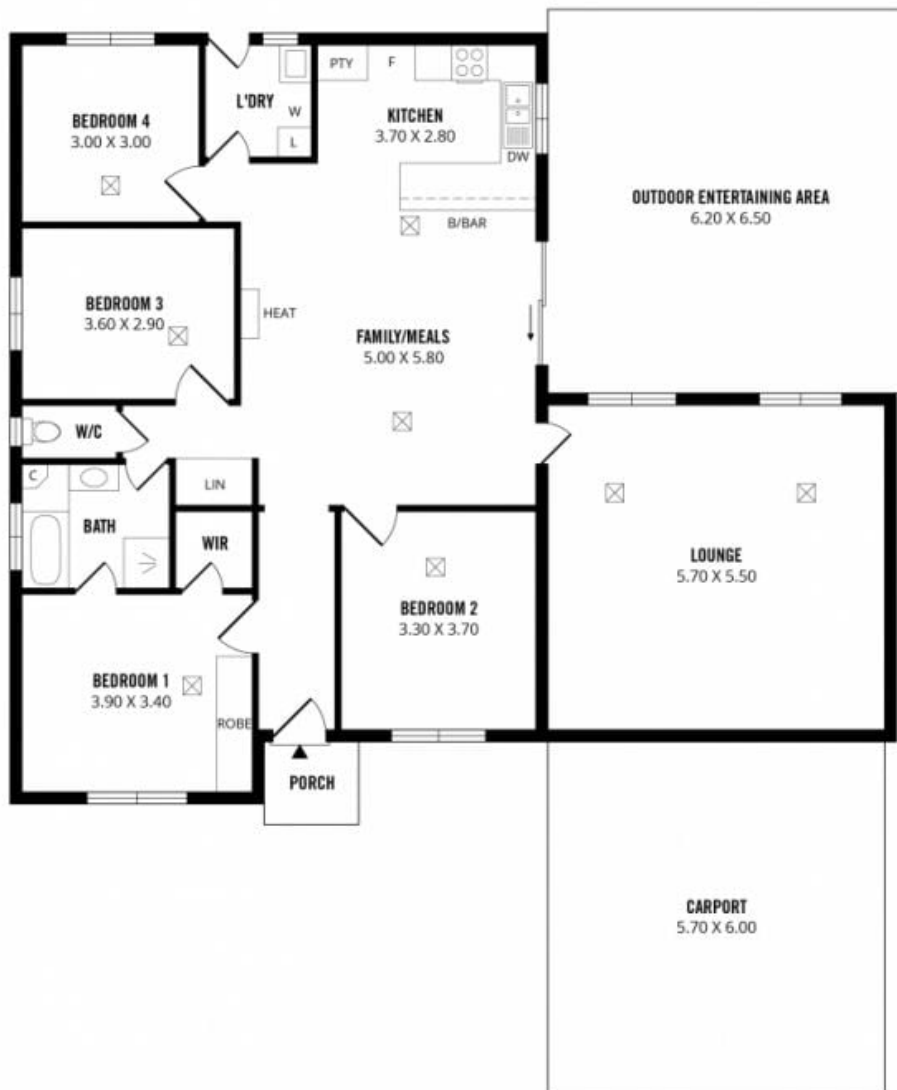 BEDROOM 4
3.00 X 3.00
L'DRY
W
L
PTY
F
KITCHEN
3.70 X 2.80
DW
B/BAR
OUTDOOR ENTERTAINING AREA
6.20 X 6.50
BEDROOM 3
3.60 X 2.90
HEAT
FAMILY/MEALS
5.00 X 5.80
W/C
C
BATH
LIN
WIR
LOUNGE
5.70 X 5.50
BEDROOM 2
3.30 X 3.70
BEDROOM 1
3.90 X 3.40
ROBE
PORCH
CARPORT
5.70 X 6.00